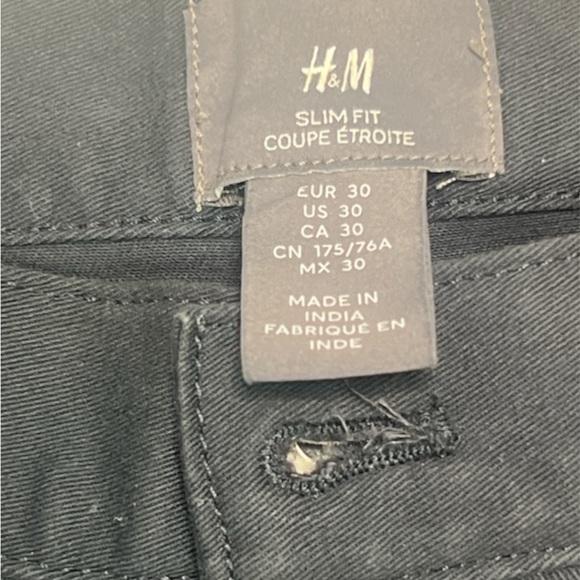 H&M
SLIM FIT
COUPE ÉTROITE
EUR 30
US 30
CA 30
CN 175/76A
MX 30
MADE IN
INDIA
FABRIQUÉ EN
INDE